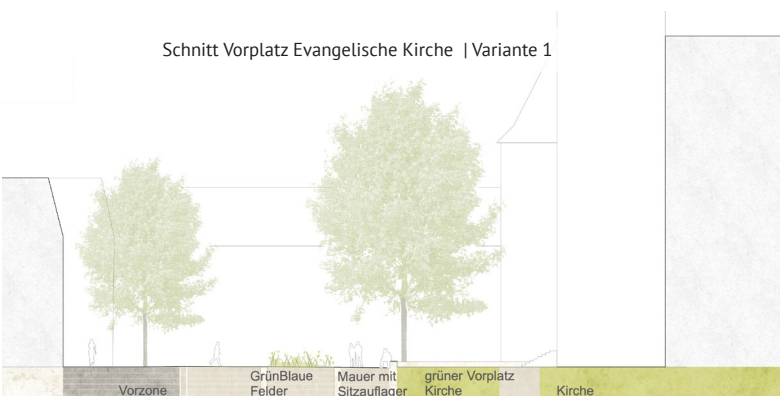 Schnitt Vorplatz Evangelische Kirche | Variante 1
Vorzone
GrünBlaue
Felder
Mauer mit
Sitzauflager
grüner Vorplatz
Kirche
Kirche